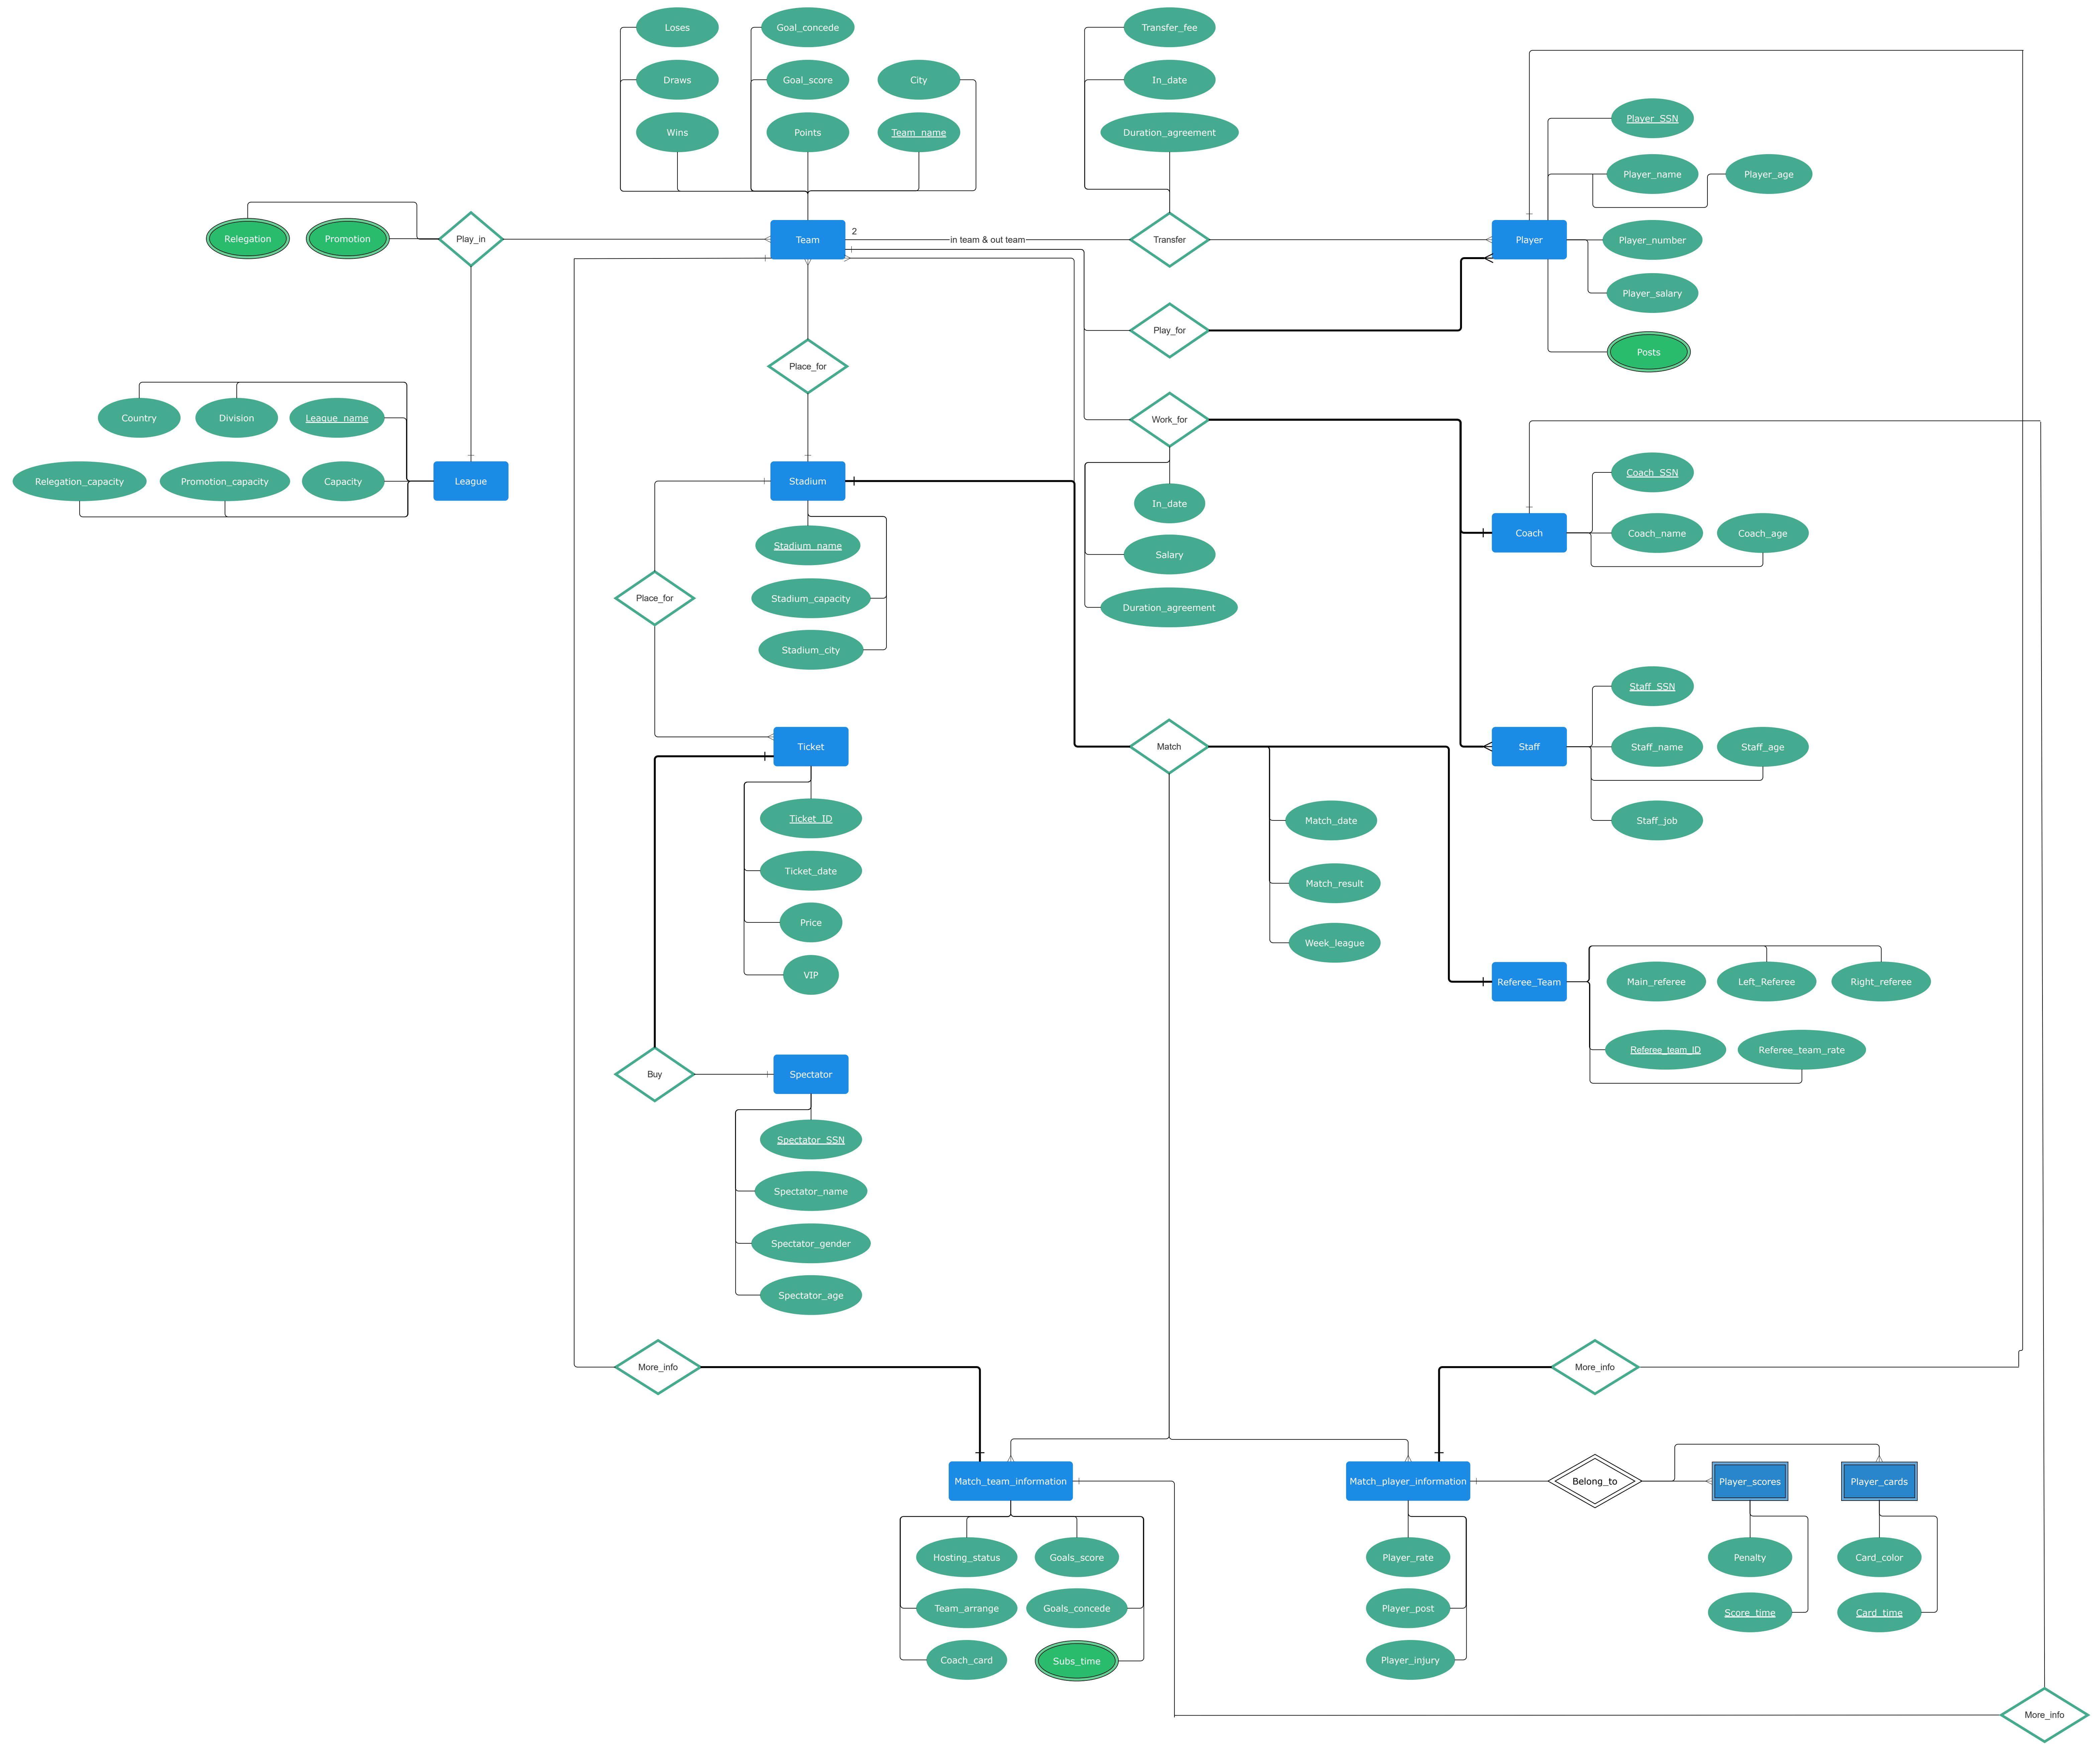 Loses
Goal_concede
Transfer_fee
Draws
Goal_score
City
In_date
Player_SSN
Wins
Points
Team_name
Duration_agreement
Player_name
Player_age
Relegation
Promotion
Play_in
Team
2
in team & out team
Transfer
Player
Player_number
Player_salary
Play_for
Posts
Place_for
Country
Division
League_name
Work_for
Relegation_capacity
Promotion_capacity
Capacity
League
Stadium
Coach_SSN
In_date
Stadium_name
Coach
Coach_name
Coach_age
Salary
Place_for
Stadium_capacity
Duration_agreement
Stadium_city
Staff_SSN
Ticket
Match
Staff
Staff_name
Staff_age
Ticket_ID
Match_date
Staff_job
Ticket_date
Match_result
Price
Week_league
VIP
Referee_Team
Main_referee
Left_Referee
Right_referee
Referee_team_ID
Referee_team_rate
Buy
Spectator
Spectator_SSN
Spectator_name
Spectator_gender
Spectator_age
More_info
More_info
Match_team_information
Match_player_information
Belong_to
Player_scores
Player_cards
Hosting_status
Goals_score
Player_rate
Penalty
Card_color
Team_arrange
Goals_concede
Player_post
Score_time
Card_time
Coach_card
Subs_time
Player_injury
More_info